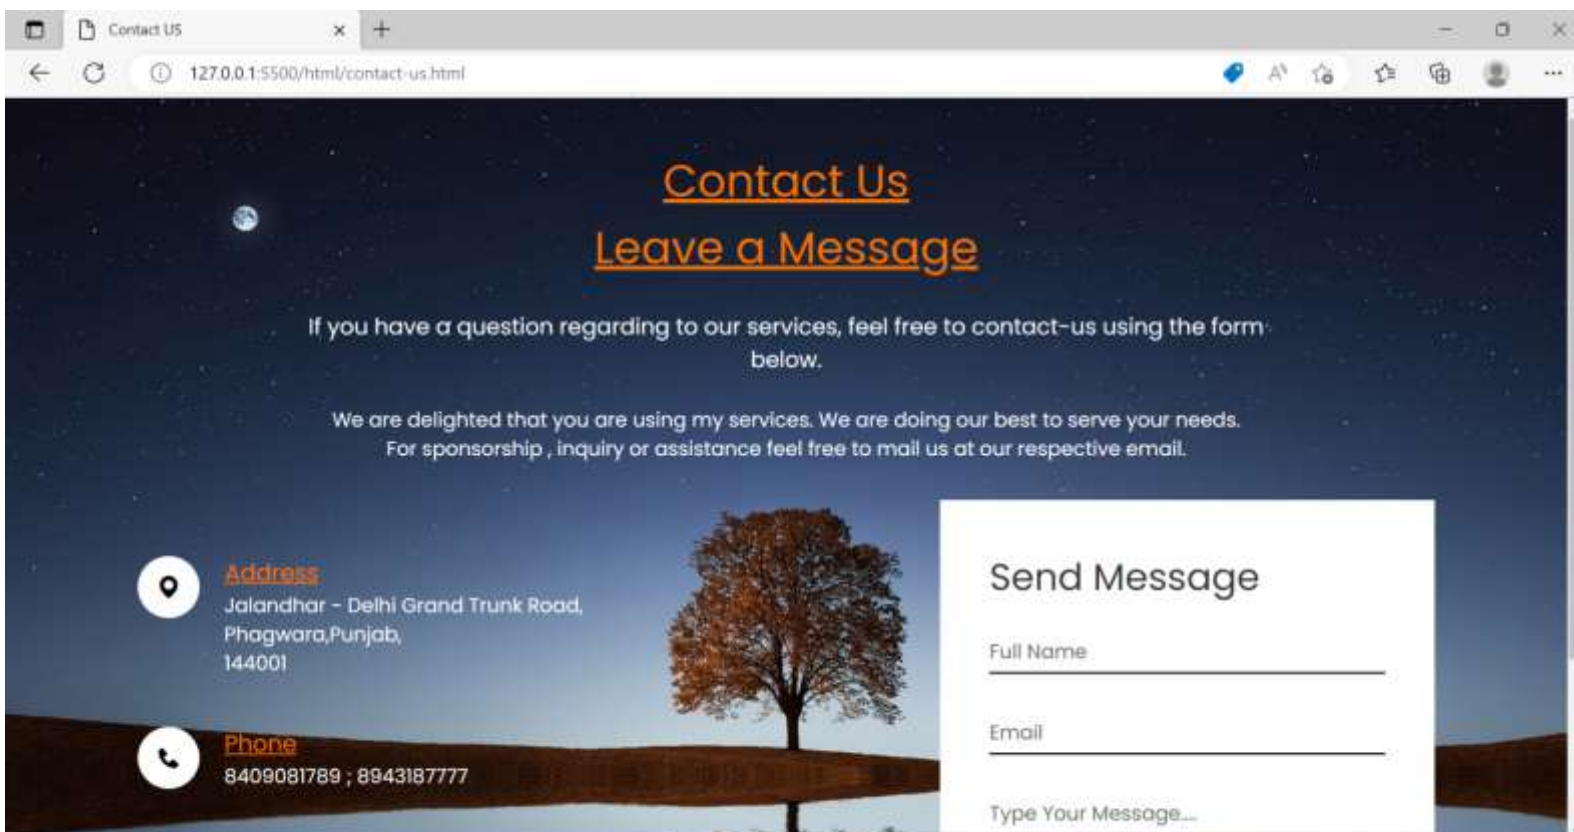 Contact US
127.0.0.1:5500/html/contact-us.html
Contact Us
Leave a Message
If you have a question regarding to our services, feel free to contact-us using the form
below.
We are delighted that you are using my services. We are doing our best to serve your needs.
For sponsorship , inquiry or assistance feel free to mail us at our respective email.
Address
Jalandhar - Delhi Grand Trunk Road,
Phagwara,Punjab,
144001
Phone
8409081789 ; 8943187777
Send Message
Full Name
Email
Type Your Message....